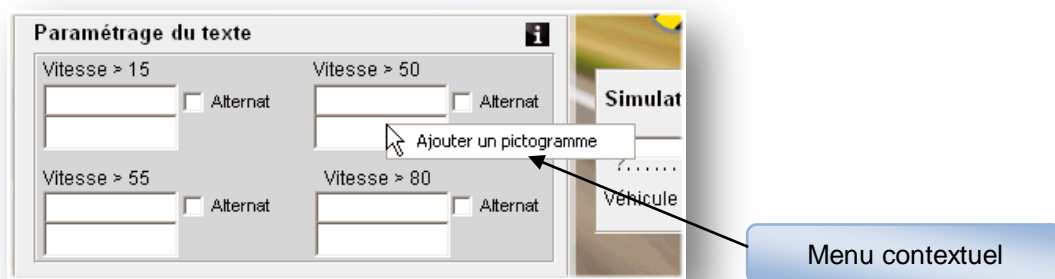 Paramétrage du texte i
Vitesse > 15 Vitesse > 50
Alternat Alternat Simulat
Ajouter un pictogramme
Vitesse > 55 Vitesse > 80
Alternat Alternat Véhicule
Menu contextuel